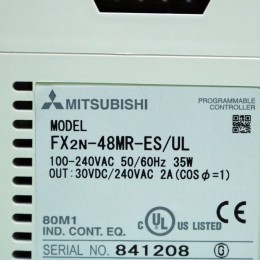 MITSUBISHI
PROGRAMMABLE
CONTROLLER
MODEL
FX2N-48MR-ES/UL
100-240VAC 50/60Hz 35W
OUT:30VDC/240VAC 2A(COSφ=1)
80M1
IND. CONT. EQ.
C UL US LISTED
SERIAL NO. 841208 G